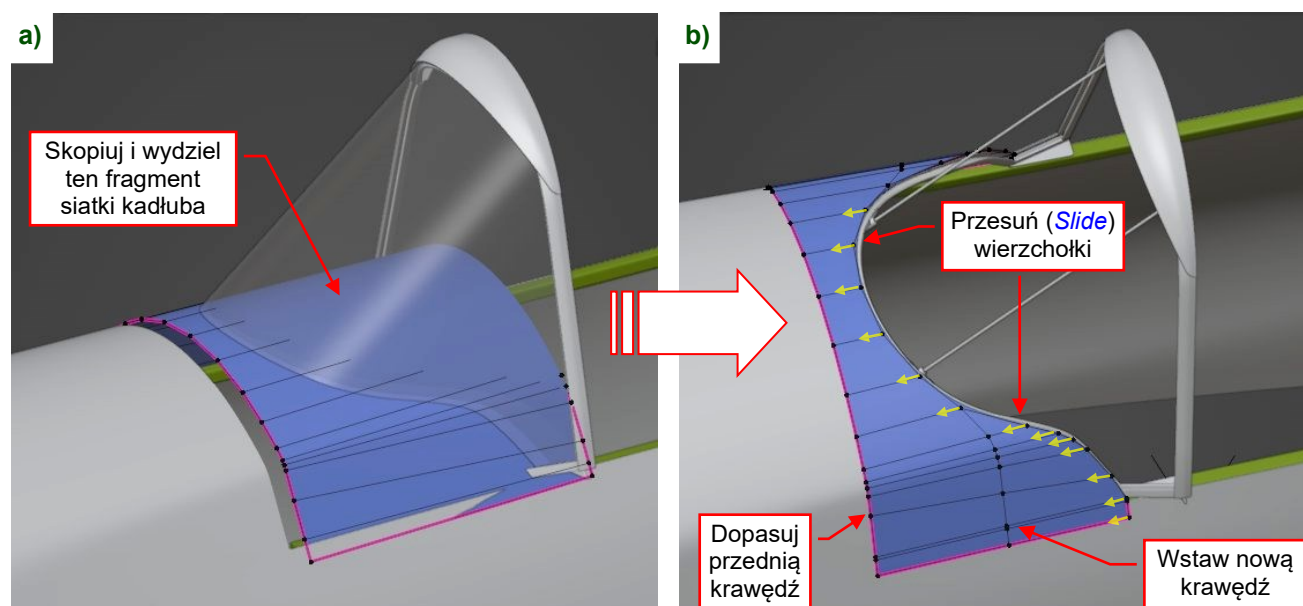 a)
Skopiuj i wydziel
ten fragment
siatki kadłuba
b)
Przesuń (Slide)
wierzchołki
Dopasuj
przednią
krawędź
Wstaw nową
krawędź